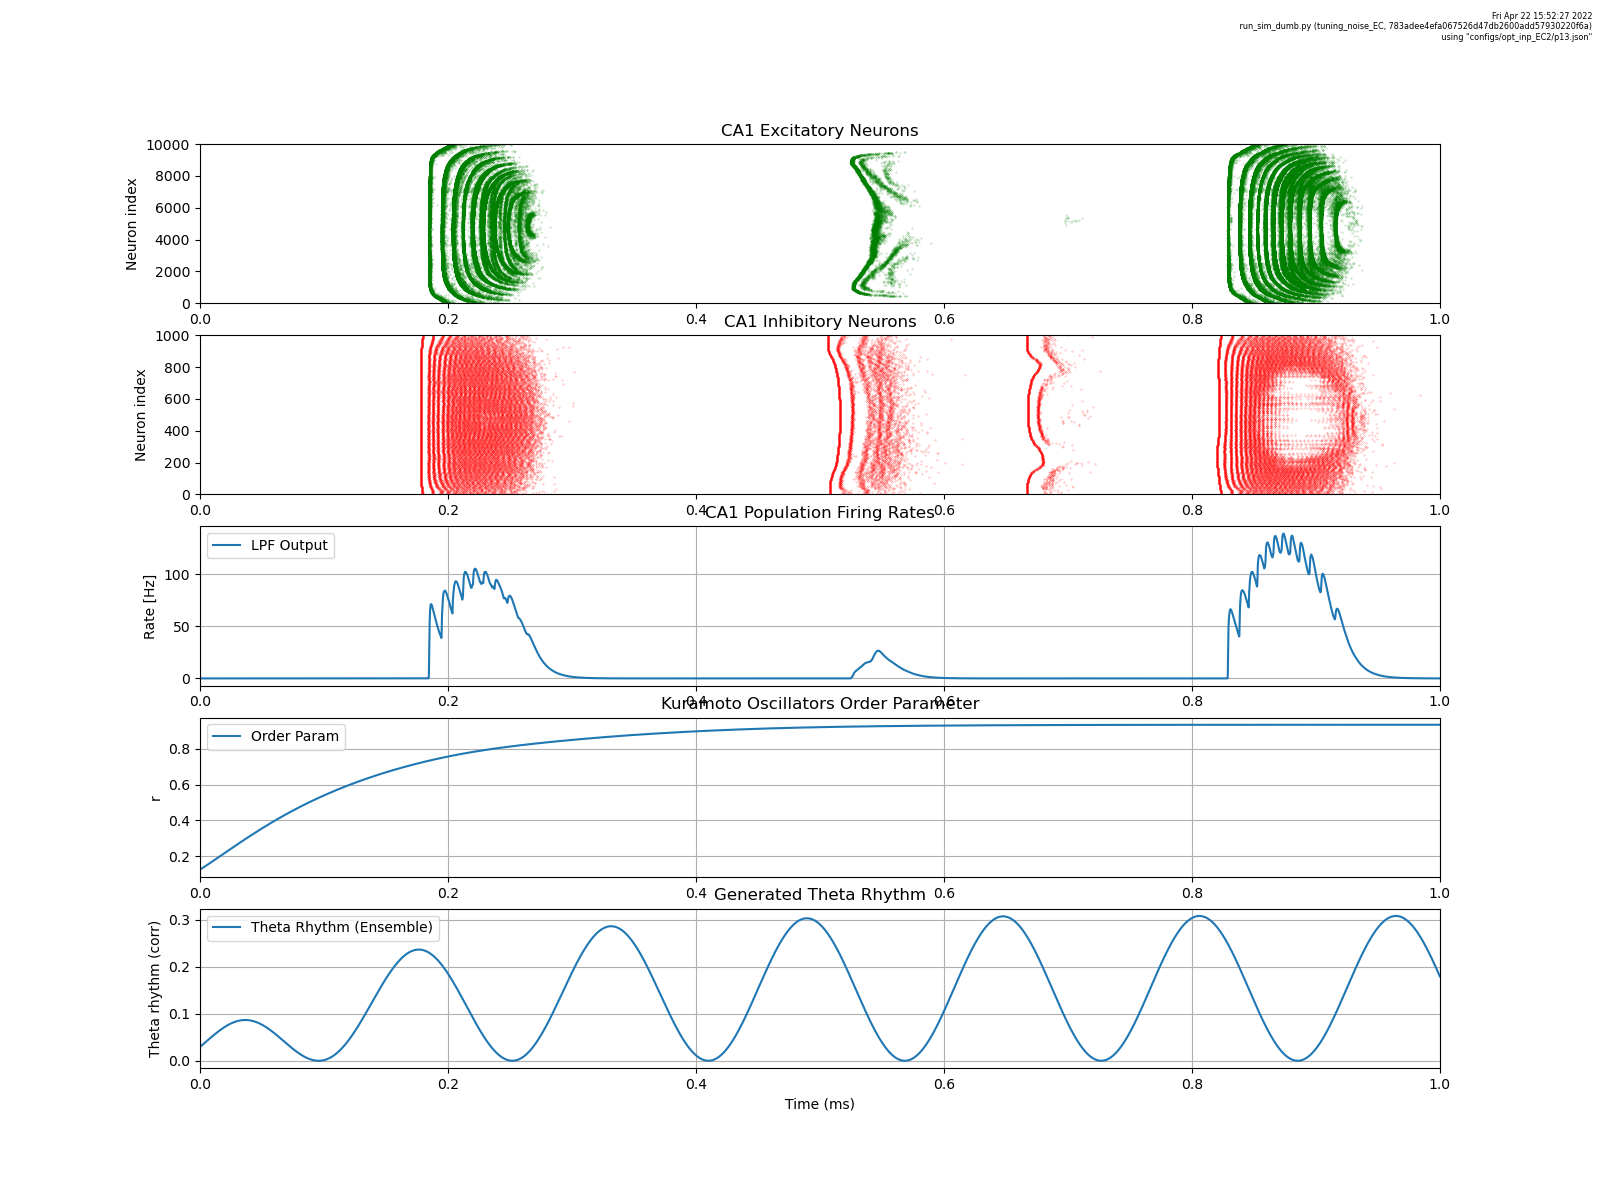 Fri Apr 22 15:52:27 2022
run_sim_dumb.py (tuning_noise_EC, 783adee4efa067526d47db2600add57930220f6a)
using "configs/opt_inp_EC2/p13.json"
CA1 Excitatory Neurons
Neuron index
10000
8000
6000
4000
2000
0
0.0 0.2 0.4 0.6 0.8 1.0
CA1 Inhibitory Neurons
Neuron index
1000
800
600
400
200
0
0.0 0.2 0.4 0.6 0.8 1.0
CA1 Population Firing Rates
LPF Output
Rate [Hz]
100
50
0
0.0 0.2 0.4 0.6 0.8 1.0
Kuramoto Oscillators Order Parameter
Order Param
r
0.8
0.6
0.4
0.2
0.0 0.2 0.4 0.6 0.8 1.0
Generated Theta Rhythm
Theta Rhythm (Ensemble)
Theta rhythm (corr)
0.3
0.2
0.1
0.0
0.0 0.2 0.4 0.6 0.8 1.0
Time (ms)